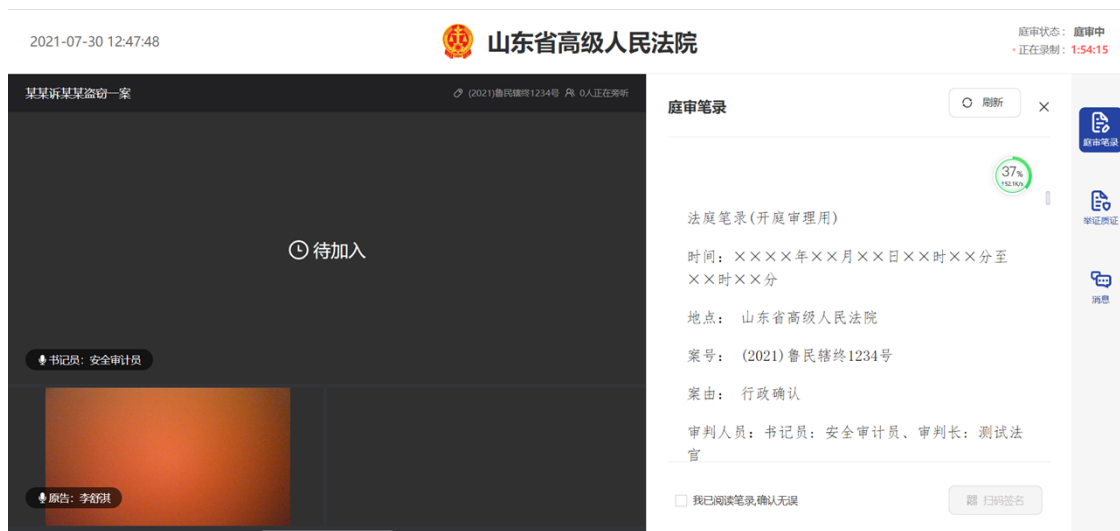 2021-07-30 12:47:48
山东省高级人民法院
庭审状态： 庭审中
正在录制：1:54:15
某某诉某某盗窃一案
(2021)鲁民辖终1234号 0人正在旁听
待加入
书记员：安全审计员
原告：李舒淇
庭审笔录
刷新
37%
↑52.1K/s
法庭笔录(开庭审理用)
时间：××××年××月××日××时××分至
××时××分
地点： 山东省高级人民法院
案号： (2021)鲁民辖终1234号
案由： 行政确认
审判人员：书记员：安全审计员、审判长：测试法
官
我已阅读笔录,确认无误
扫码签名
庭审笔录
举证质证
消息